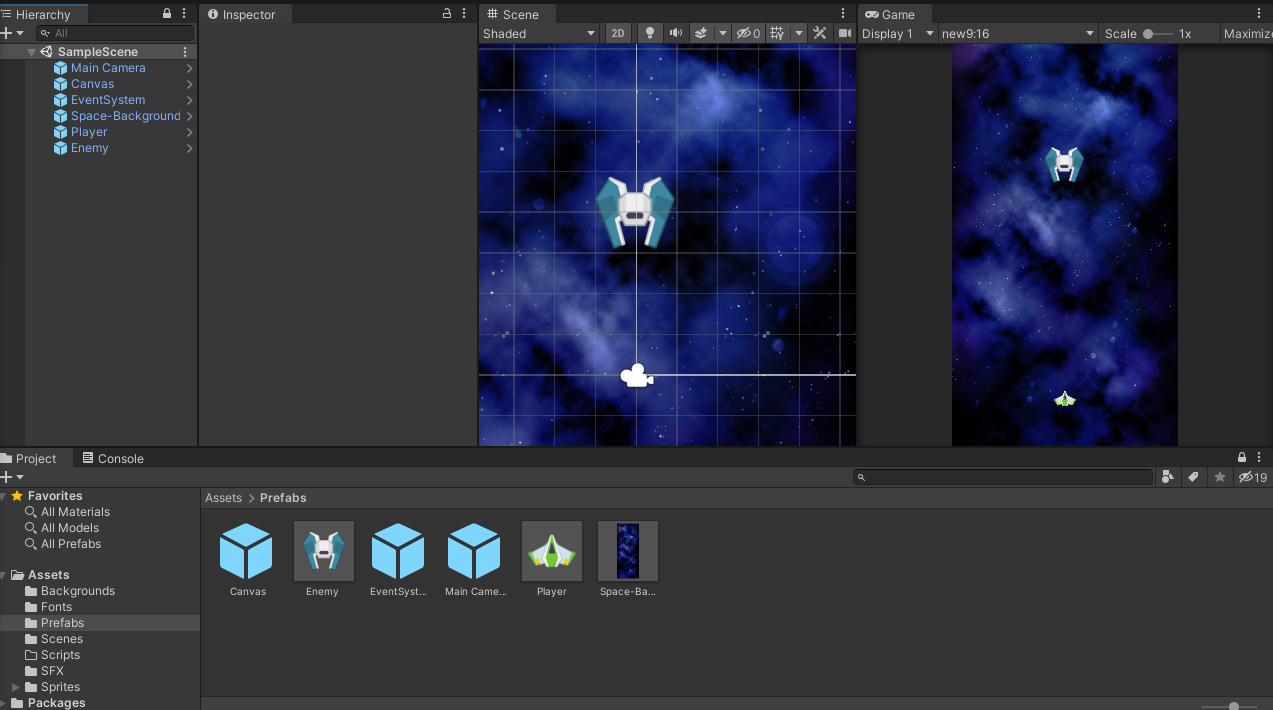 Hierarchy
All
SampleScene
Main Camera
Canvas
EventSystem
Space-Background
Player
Enemy
Inspector
Scene
Shaded
2D
0
Game
Display 1
new9:16
Scale
1x
Maximize
Project
Console
19
Favorites
All Materials
All Models
All Prefabs
Assets
Backgrounds
Fonts
Prefabs
Scenes
Scripts
SFX
Sprites
Packages
Assets > Prefabs
Canvas
Enemy
EventSyst...
Main Came...
Player
Space-Ba...